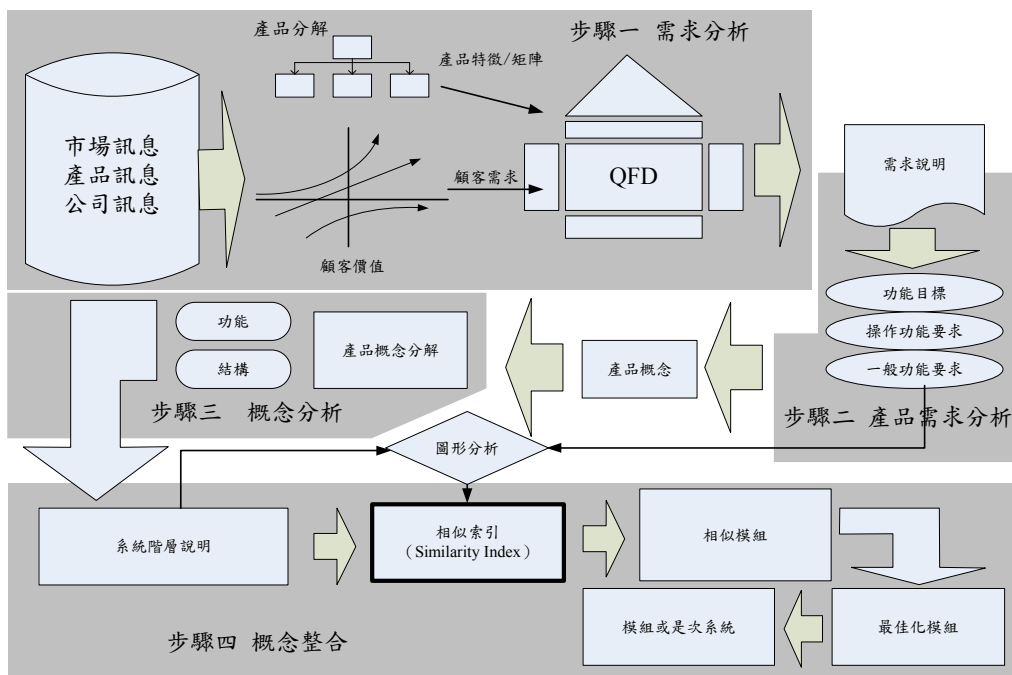 步驟一 需求分析
產品分解
產品特徵/矩陣
市場訊息
產品訊息
公司訊息
顧客需求
QFD
顧客價值
需求說明
功能目標
操作功能要求
一般功能要求
步驟二 產品需求分析
產品概念
功能
結構
產品概念分解
步驟三 概念分析
圖形分析
系統階層說明
相似索引
（Similarity Index）
相似模組
最佳化模組
模組或是次系統
步驟四 概念整合